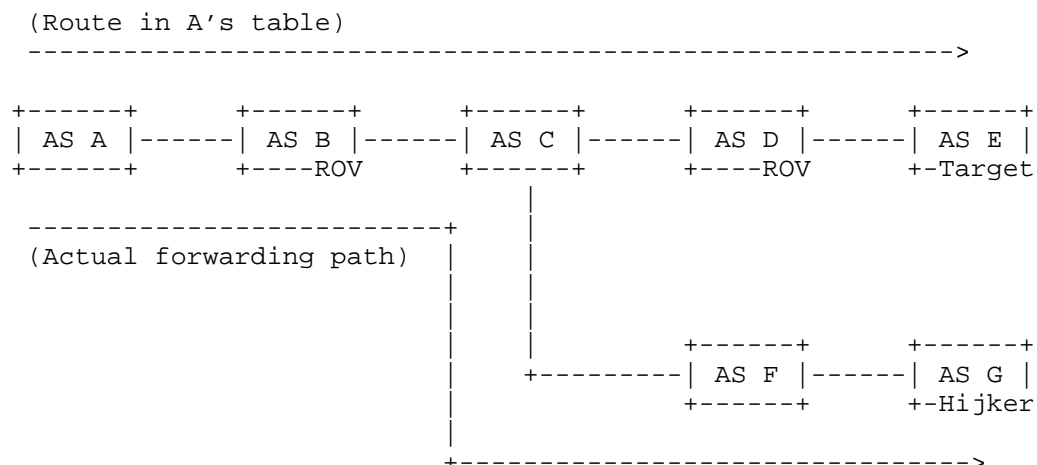 (Route in A's table)
AS A AS B AS C AS D AS E
ROV ROV Target
(Actual forwarding path)
AS F AS G
Hijker